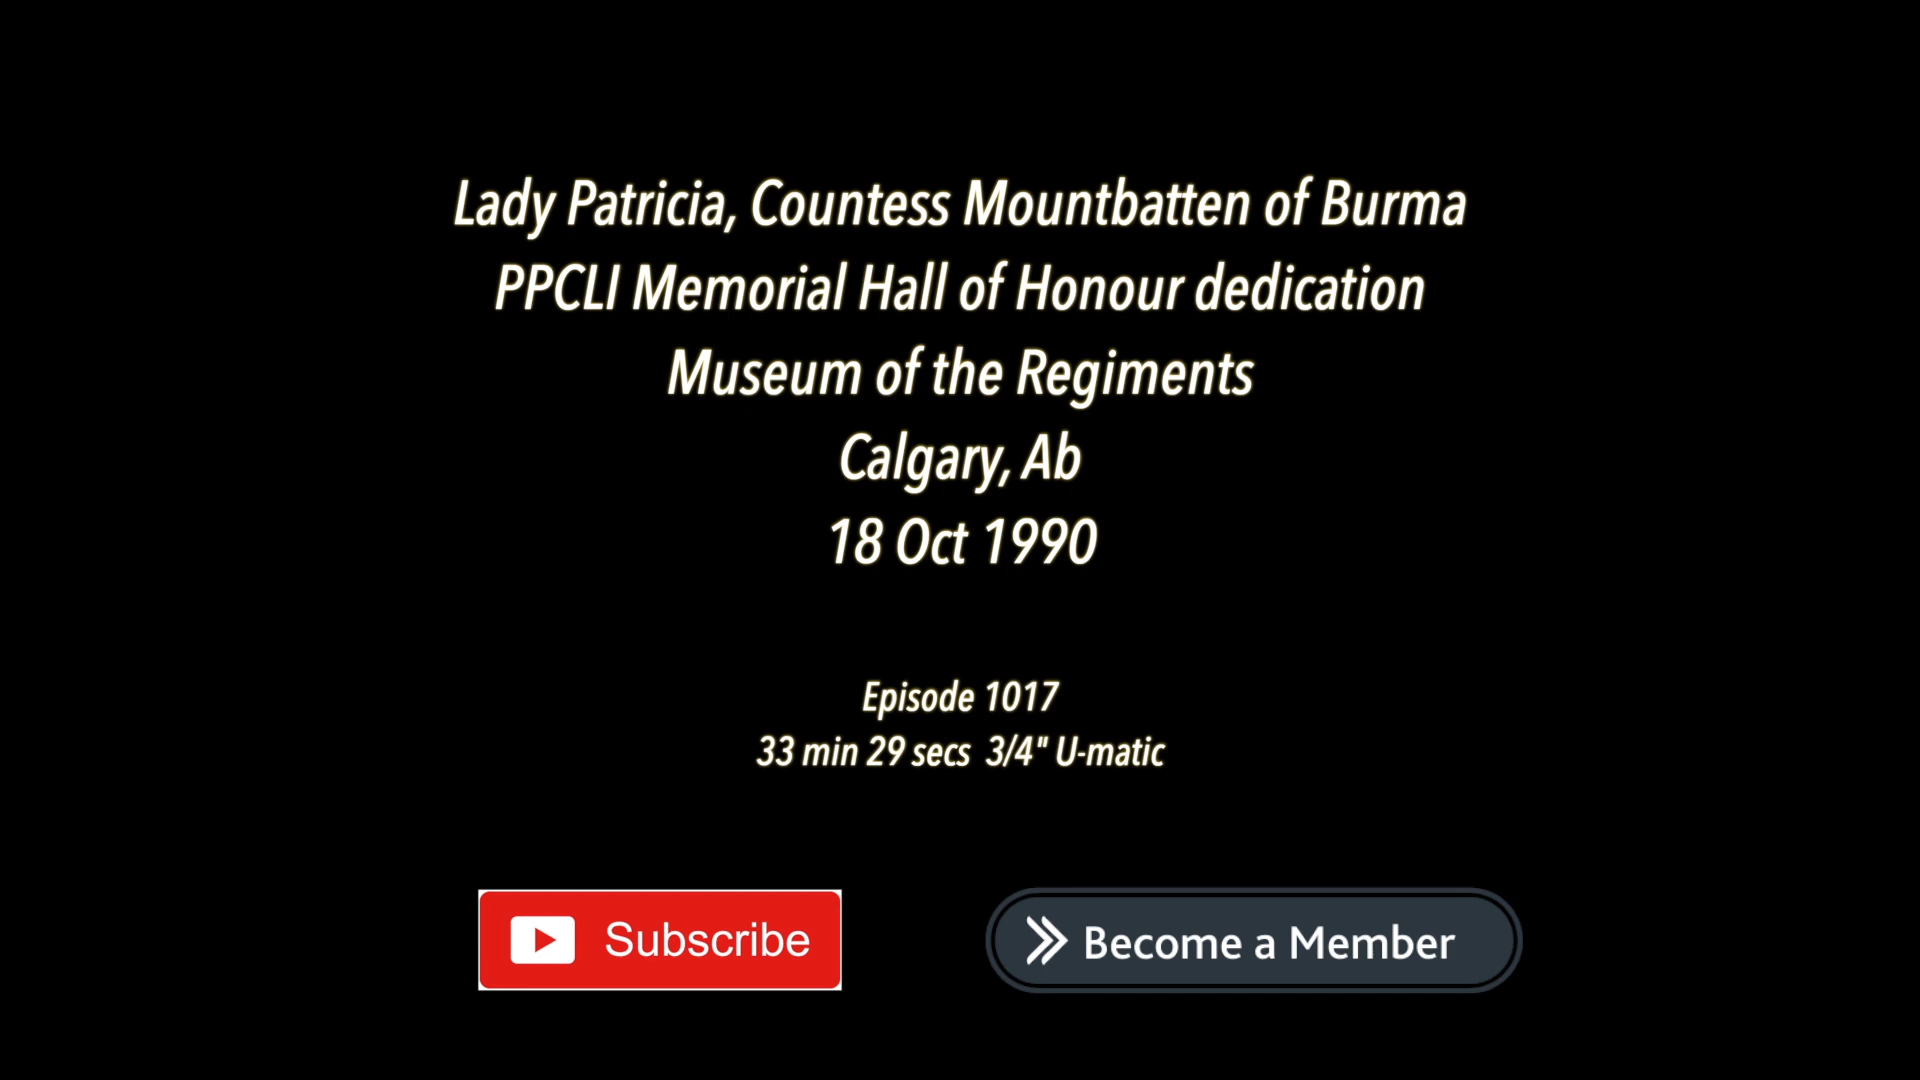 Lady Patricia, Countess Mountbatten of Burma
PPCLI Memorial Hall of Honour dedication
Museum of the Regiments
Calgary, Ab
18 Oct 1990
Episode 1017
33 min 29 secs  3/4" U-matic
Subscribe
Become a Member